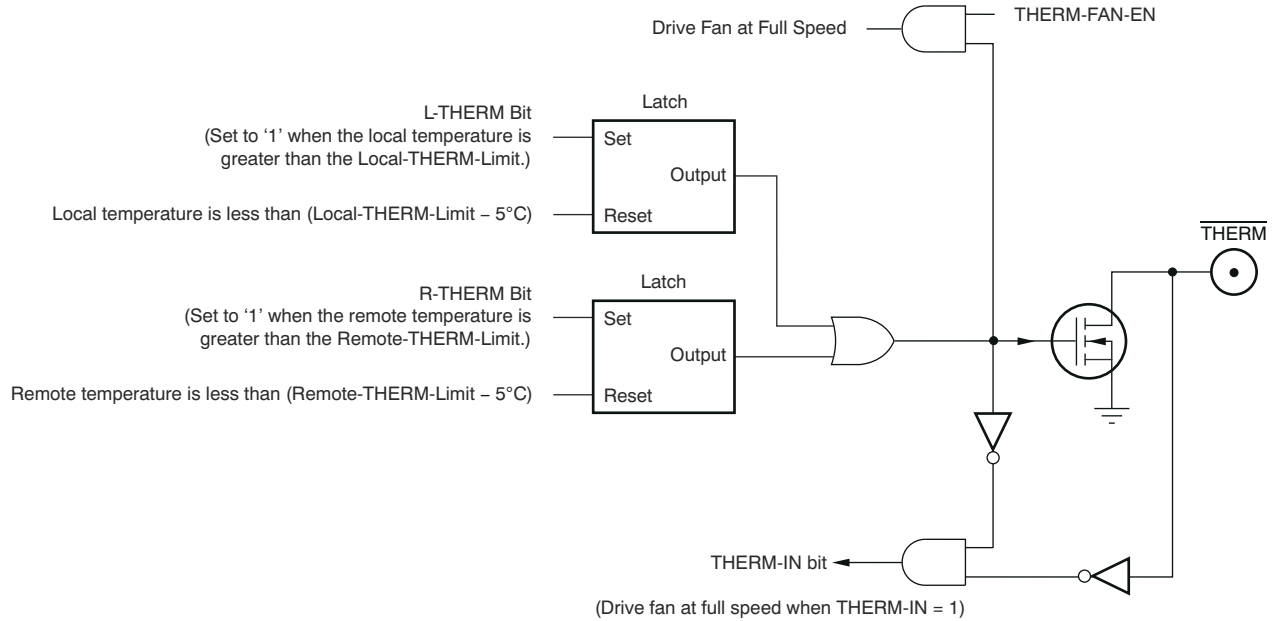 Drive Fan at Full Speed
THERM-FAN-EN
Latch
L-THERM Bit
(Set to ‘1’ when the local temperature is
greater than the Local-THERM-Limit.)
Set
Output
Local temperature is less than (Local-THERM-Limit – 5°C)
Reset
THERM
Latch
R-THERM Bit
(Set to ‘1’ when the remote temperature is
greater than the Remote-THERM-Limit.)
Set
Output
Remote temperature is less than (Remote-THERM-Limit – 5°C)
Reset
THERM-IN bit
(Drive fan at full speed when THERM-IN = 1)